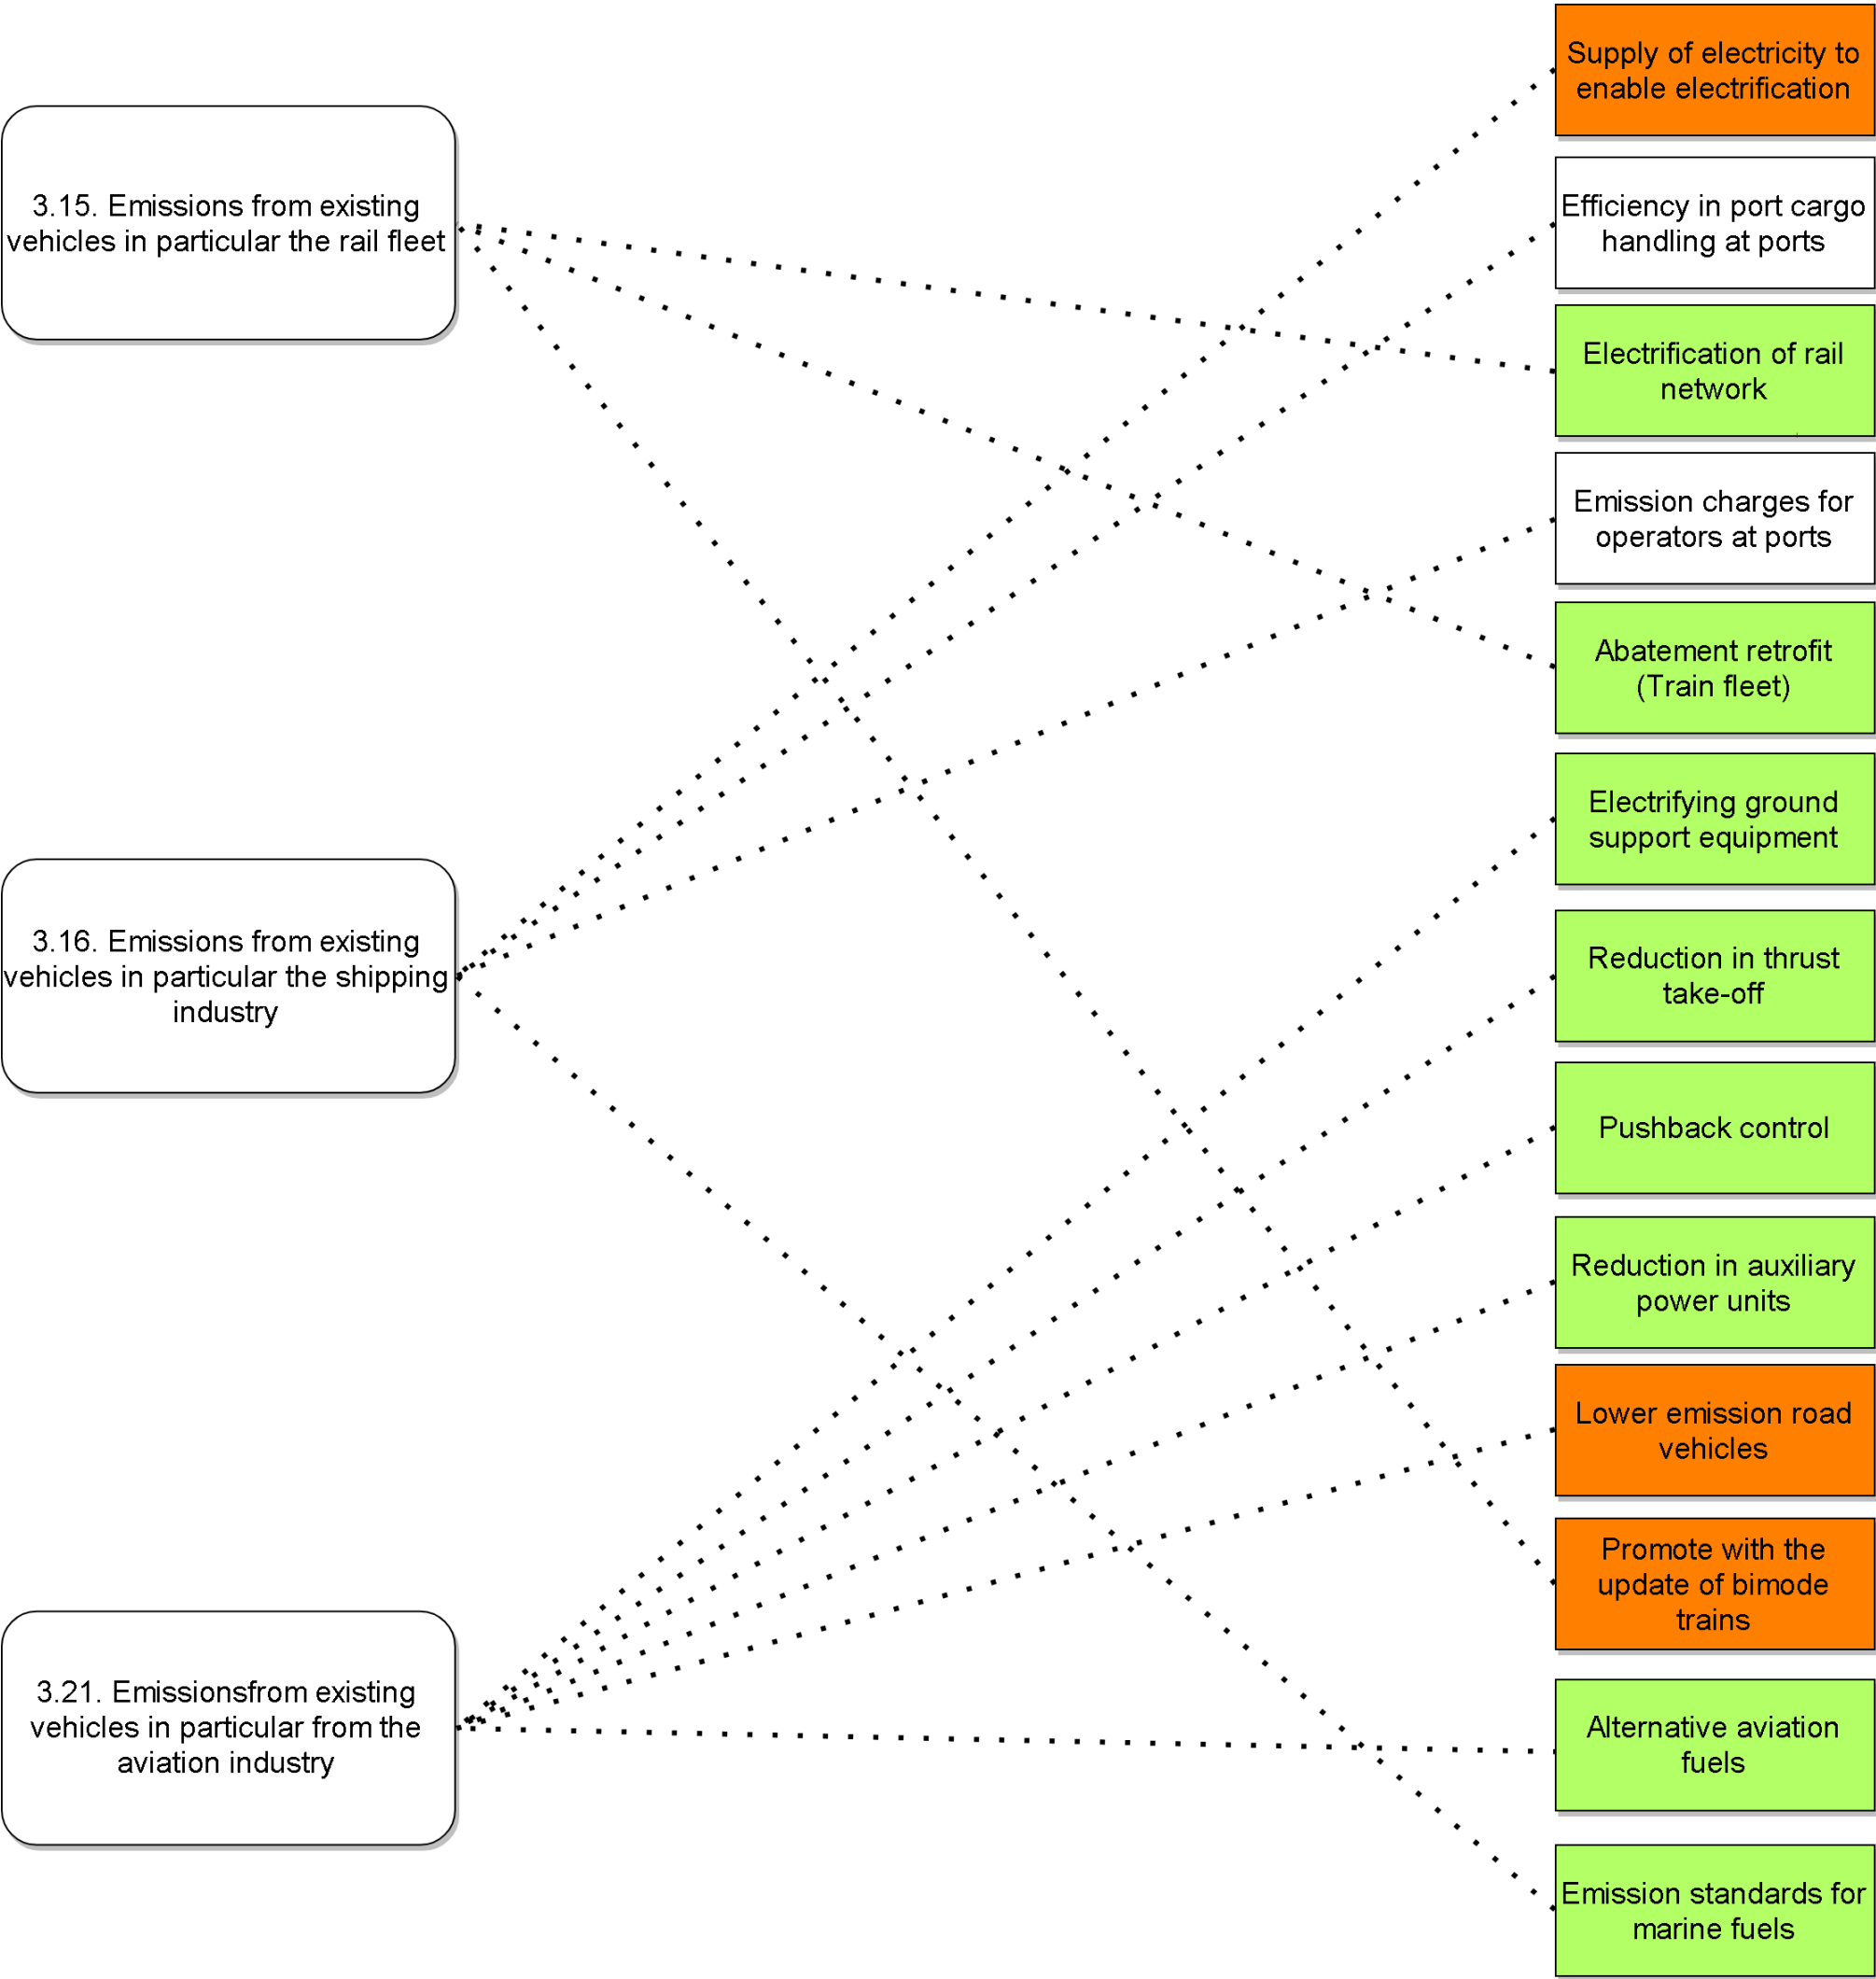 3.15. Emissions from existing
vehicles in particular the rail fleet
3.16. Emissions from existing
vehicles in particular the shipping
industry
3.21. Emissionsfrom existing
vehicles in particular from the
aviation industry
Supply of electricity to
enable electrification
Efficiency in port cargo
handling at ports
Electrification of rail
network
Emission charges for
operators at ports
Abatement retrofit
(Train fleet)
Electrifying ground
support equipment
Reduction in thrust
take-off
Pushback control
Reduction in auxiliary
power units
Lower emission road
vehicles
Promote with the
update of bimode
trains
Alternative aviation
fuels
Emission standards for
marine fuels